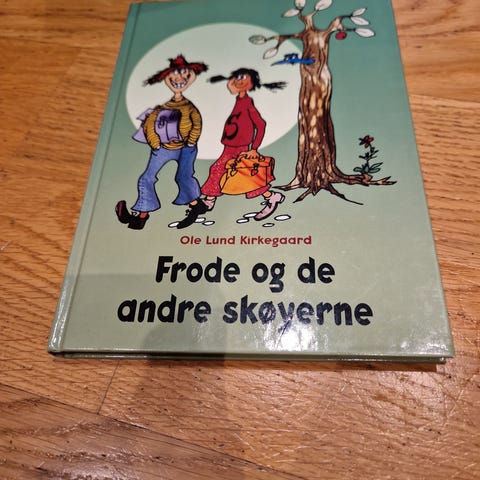 S
Ole Lund Kirkegaard
Frode og de
andre skøyerne